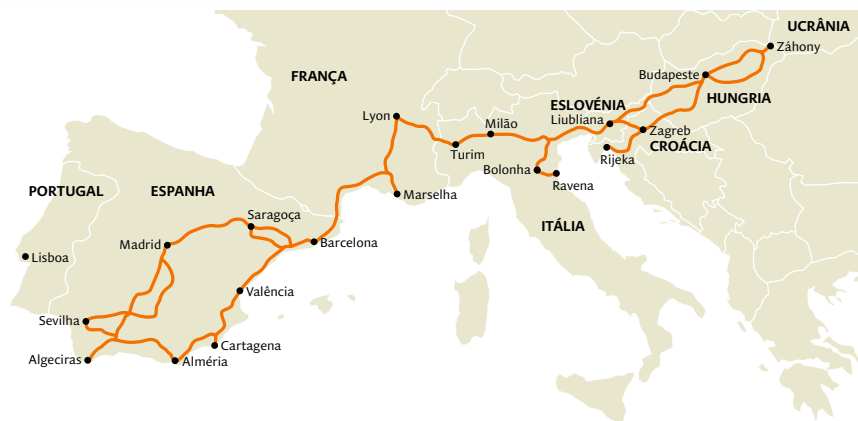 UCRÂNIA
Záhony
FRANÇA
Budapeste
HUNGRIA
ESLOVÉNIA
Liubliana
Lyon
Milão
Zagreb
CROÁCIA
Turim
Rijeka
Bolonha
Ravena
PORTUGAL
ESPANHA
Marselha
Saragoça
ITÁLIA
Madrid
Barcelona
Lisboa
Valência
Sevilha
Cartagena
Algeciras
Alméria